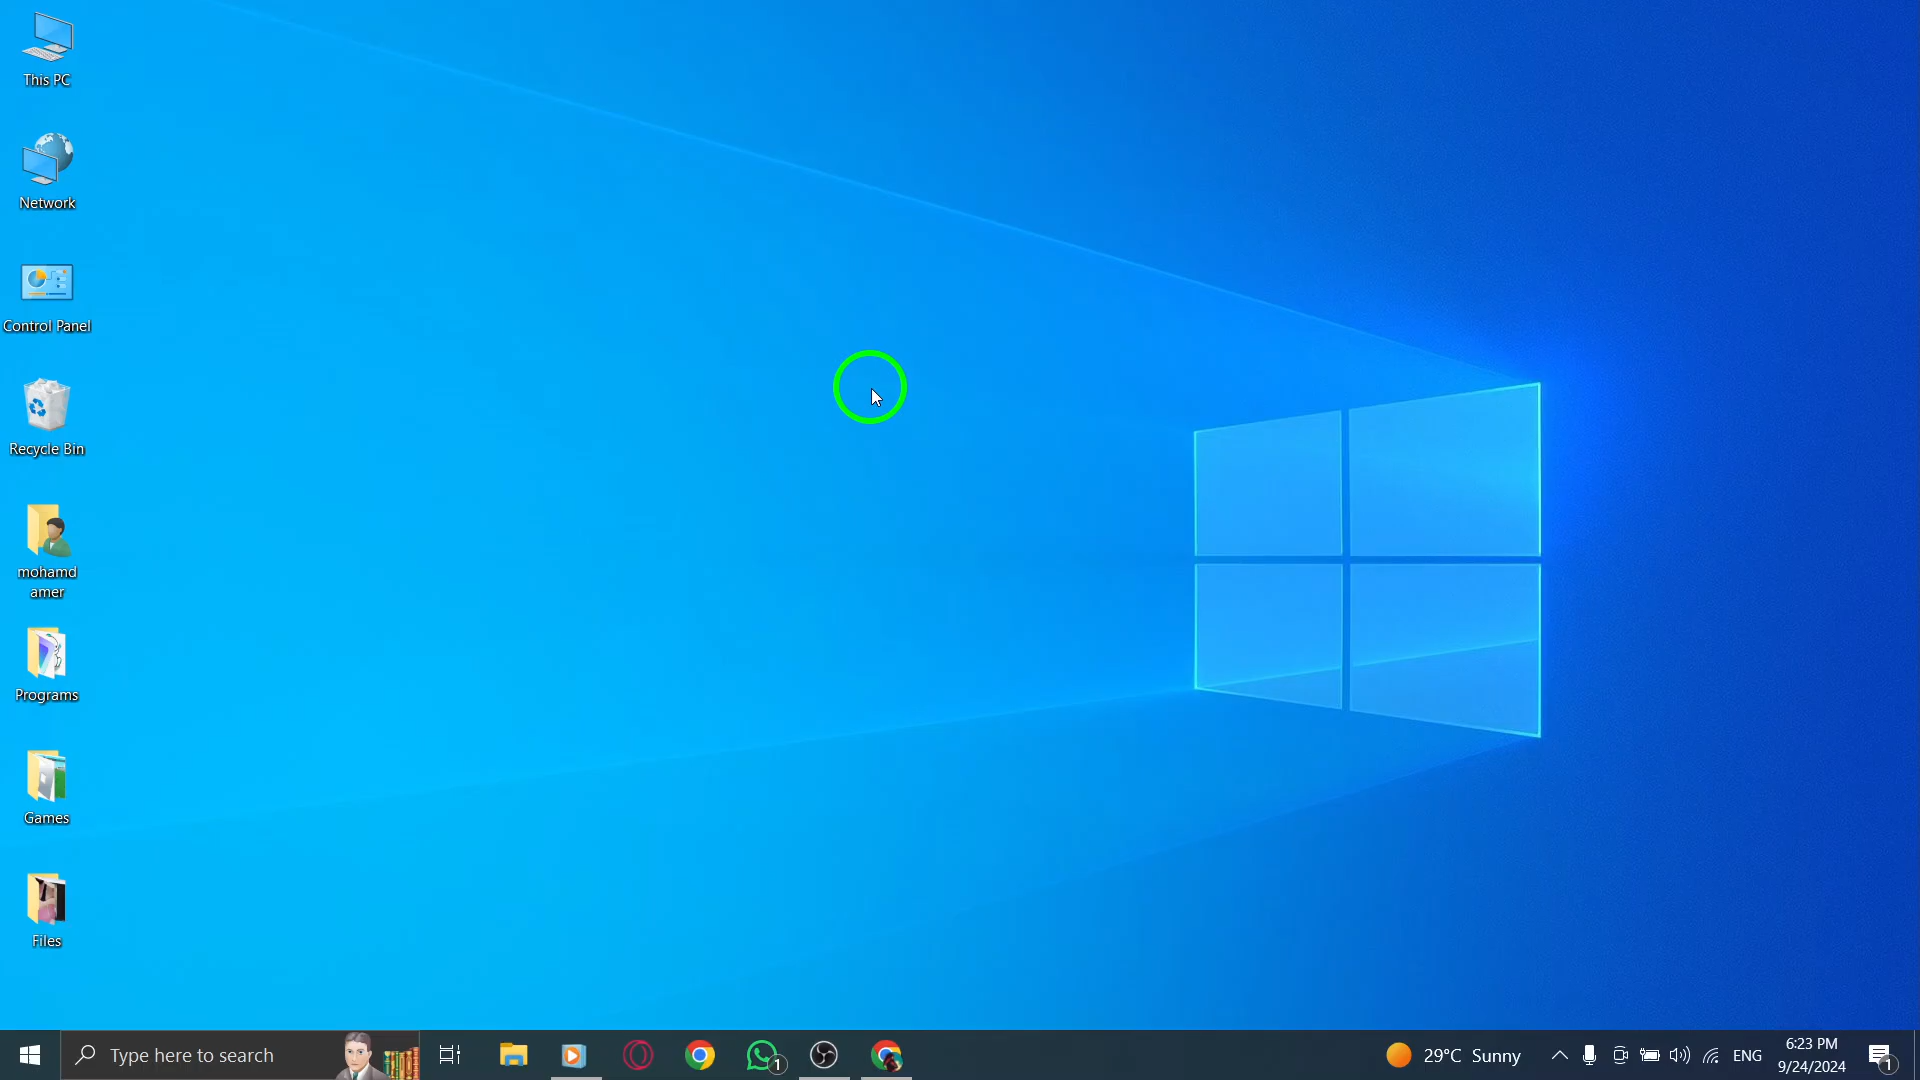 This PC
Network
Control Panel
Recycle Bin
mohamd
amer
Programs
Games
Files
Type here to search
1
29°C Sunny
ENG
6:23 PM
9/24/2024
1